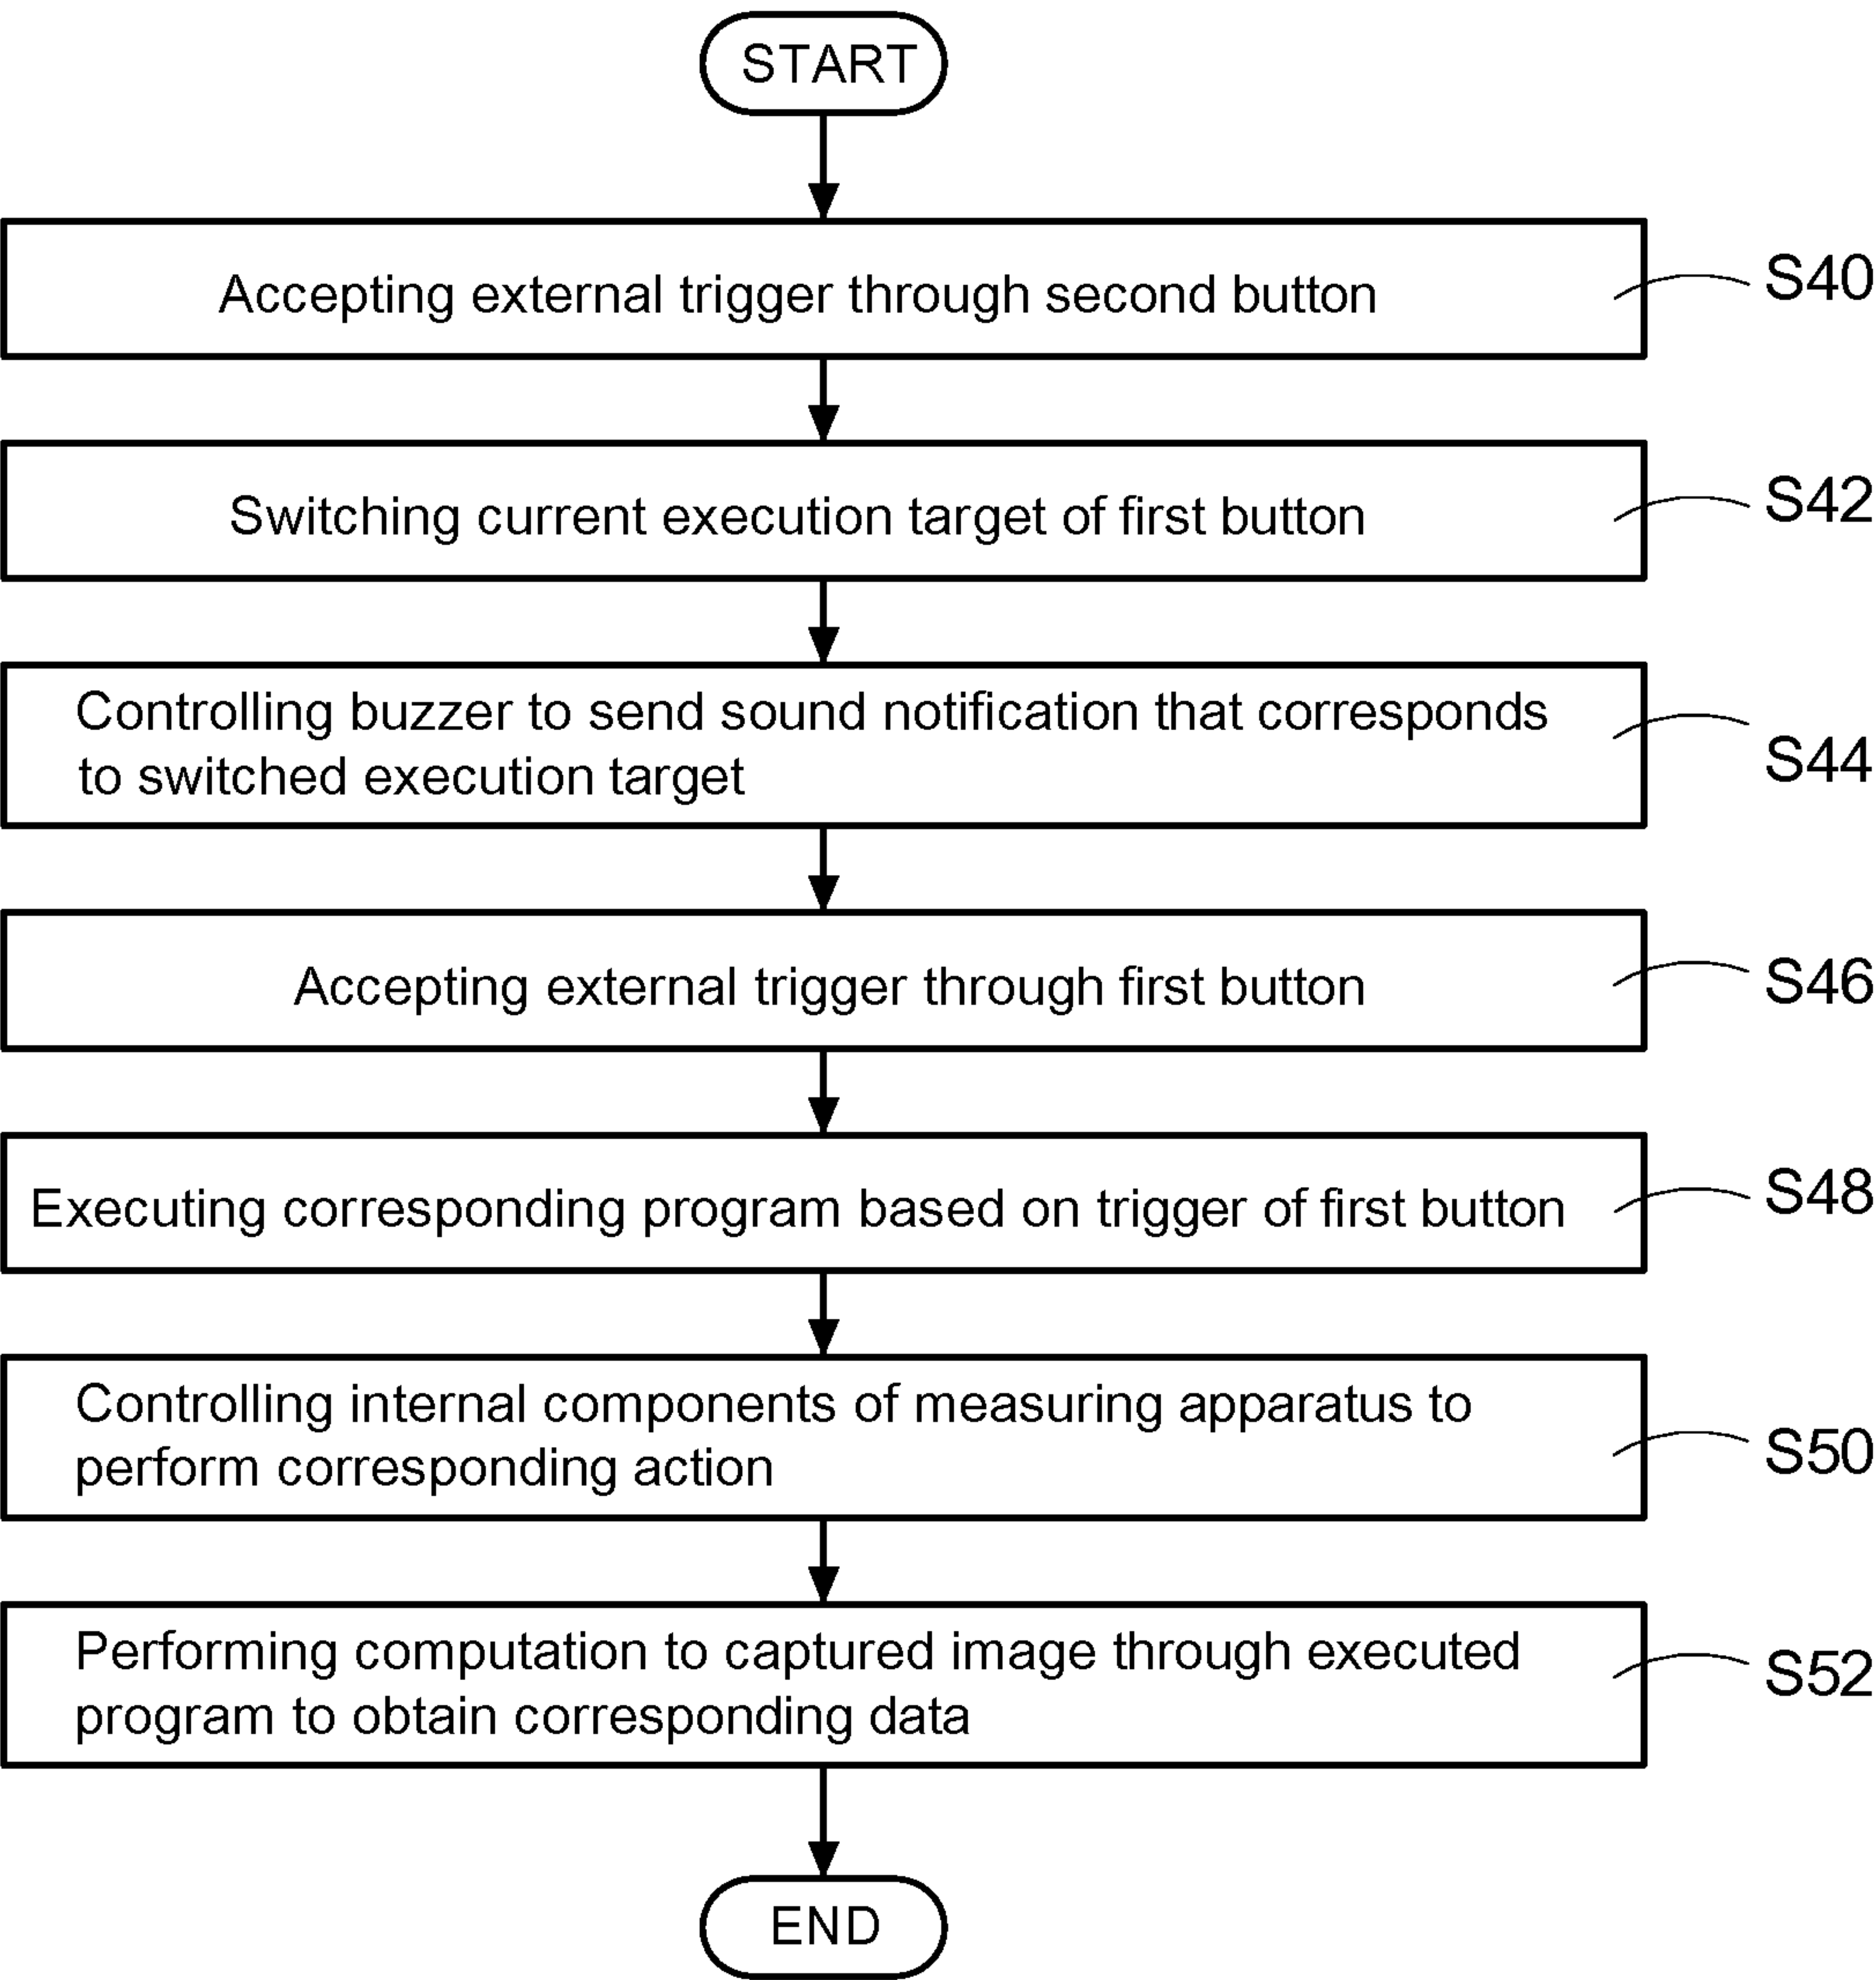 START
Accepting external trigger through second button
S40
Switching current execution target of first button
S42
Controlling buzzer to send sound notification that corresponds
to switched execution target
S44
Accepting external trigger through first button
S46
Executing corresponding program based on trigger of first button
S48
Controlling internal components of measuring apparatus to
perform corresponding action
S50
Performing computation to captured image through executed
program to obtain corresponding data
S52
END